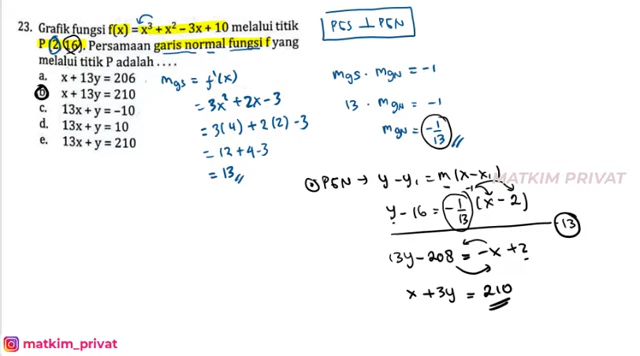 23. Grafik fungsi f(x) = x³ + x² – 3x + 10 melalui titik
P (2,16). Persamaan garis normal fungsi f yang
melalui titik P adalah . . . .
a. x + 13y = 206
b. x + 13y = 210
c. 13x + y = –10
d. 13x + y = 10
e. 13x + y = 210
mgs = f'(x)
= 3x² + 2x - 3
= 3(4) + 2(2) - 3
= 12 + 4 - 3
= 13
PGS ⊥ PGN
mgs . mGN = -1
13 . mGN = -1
mGN = -1/13
PGN → y - y₁ = m(x - x₁)
y - 16 = -1/13 (x - 2)
13
13y - 208 = -x + 2
x + 3y = 210
MATKIM PRIVAT
matkim_privat